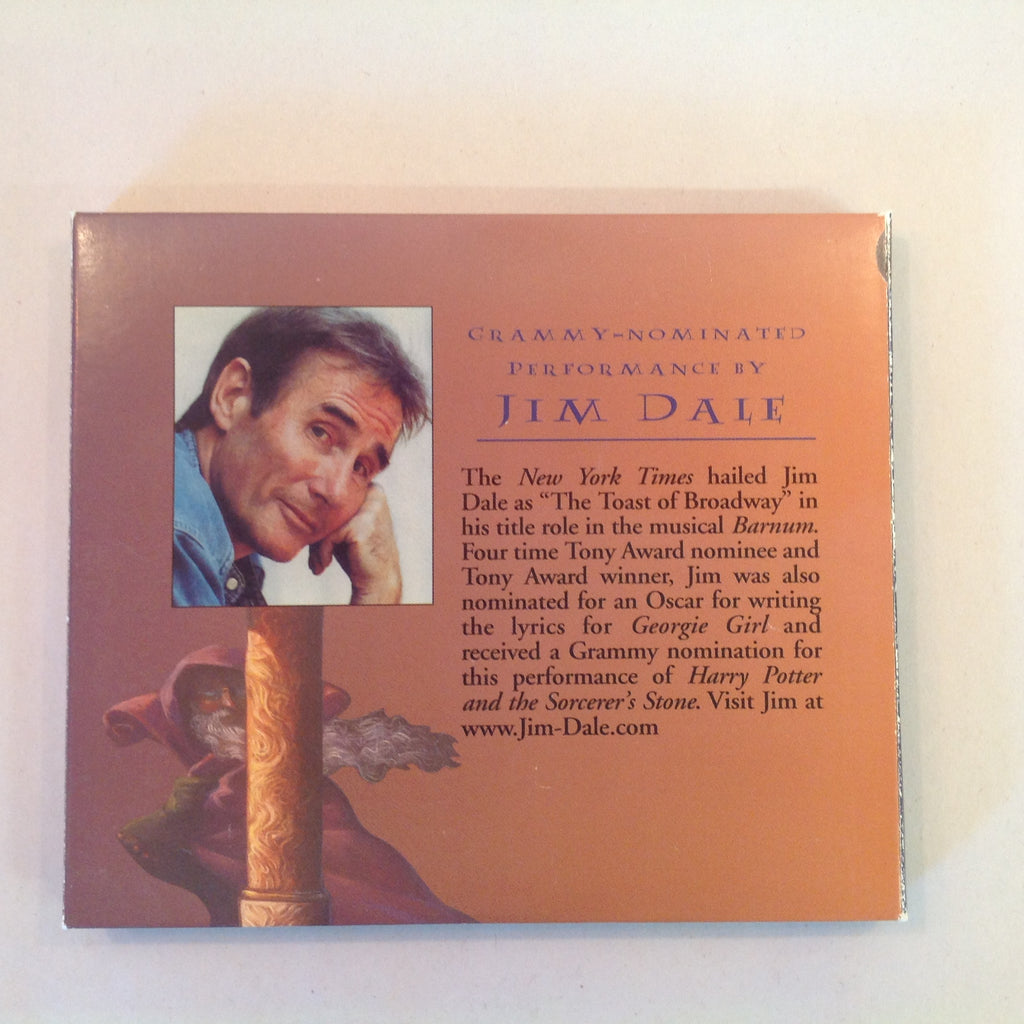 GRAMMY-NOMINATED
PERFORMANCE BY
JIM DALE
The New York Times hailed Jim
Dale as “The Toast of Broadway” in
his title role in the musical Barnum.
Four time Tony Award nominee and
Tony Award winner, Jim was also
nominated for an Oscar for writing
the lyrics for Georgie Girl and
received a Grammy nomination for
this performance of Harry Potter
and the Sorcerer’s Stone. Visit Jim at
www.Jim-Dale.com